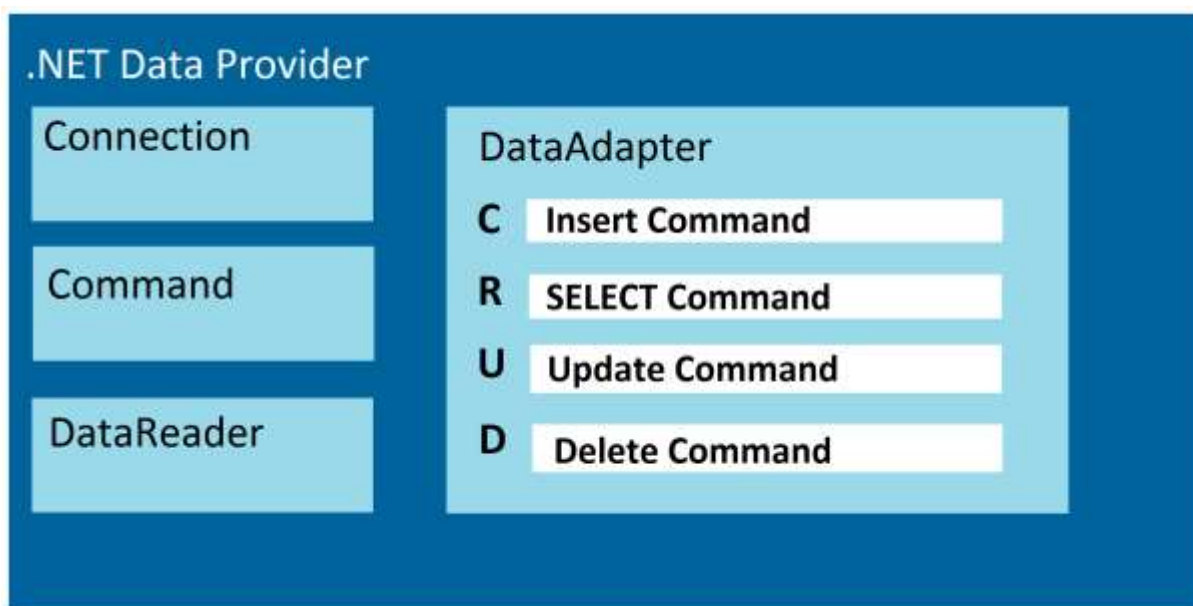 .NET Data Provider
Connection
Command
DataReader
DataAdapter
C Insert Command
R SELECT Command
U Update Command
D Delete Command